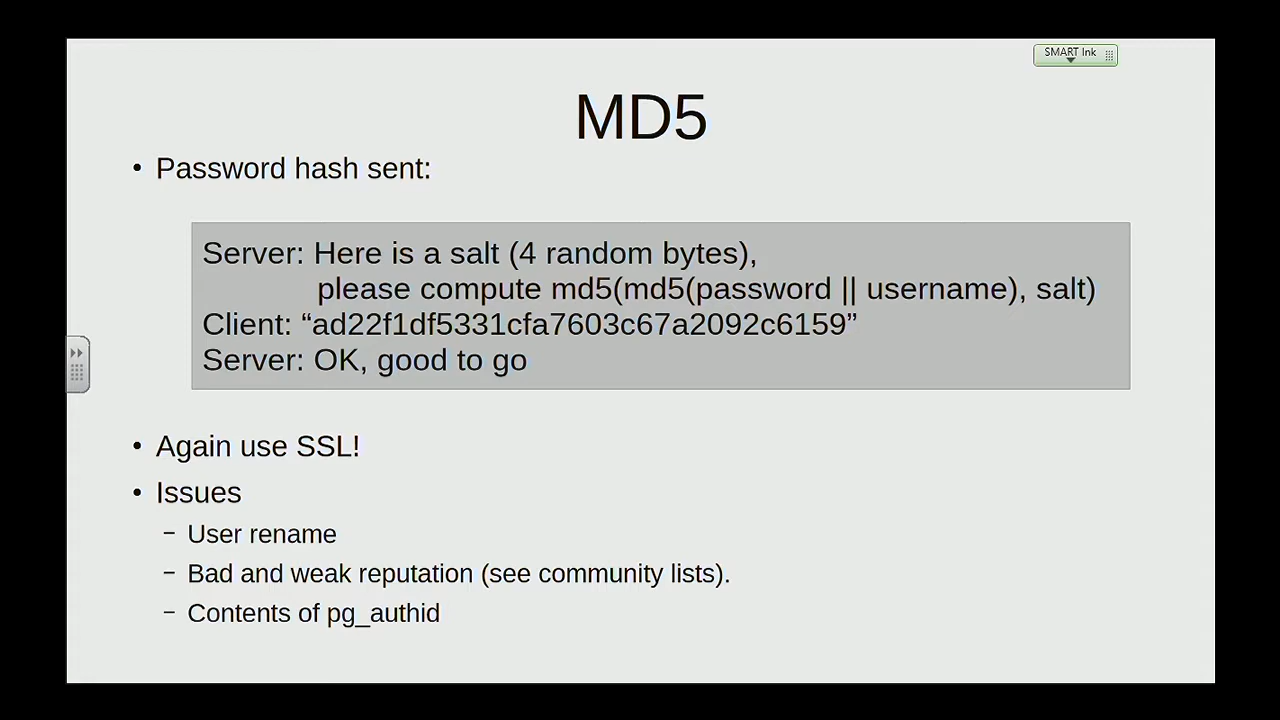 SMART Ink
MD5
• Password hash sent:
Server: Here is a salt (4 random bytes),
please compute md5(md5(password || username), salt)
Client: “ad22f1df5331cfa7603c67a2092c6159”
Server: OK, good to go
• Again use SSL!
• Issues
– User rename
– Bad and weak reputation (see community lists).
– Contents of pg_authid